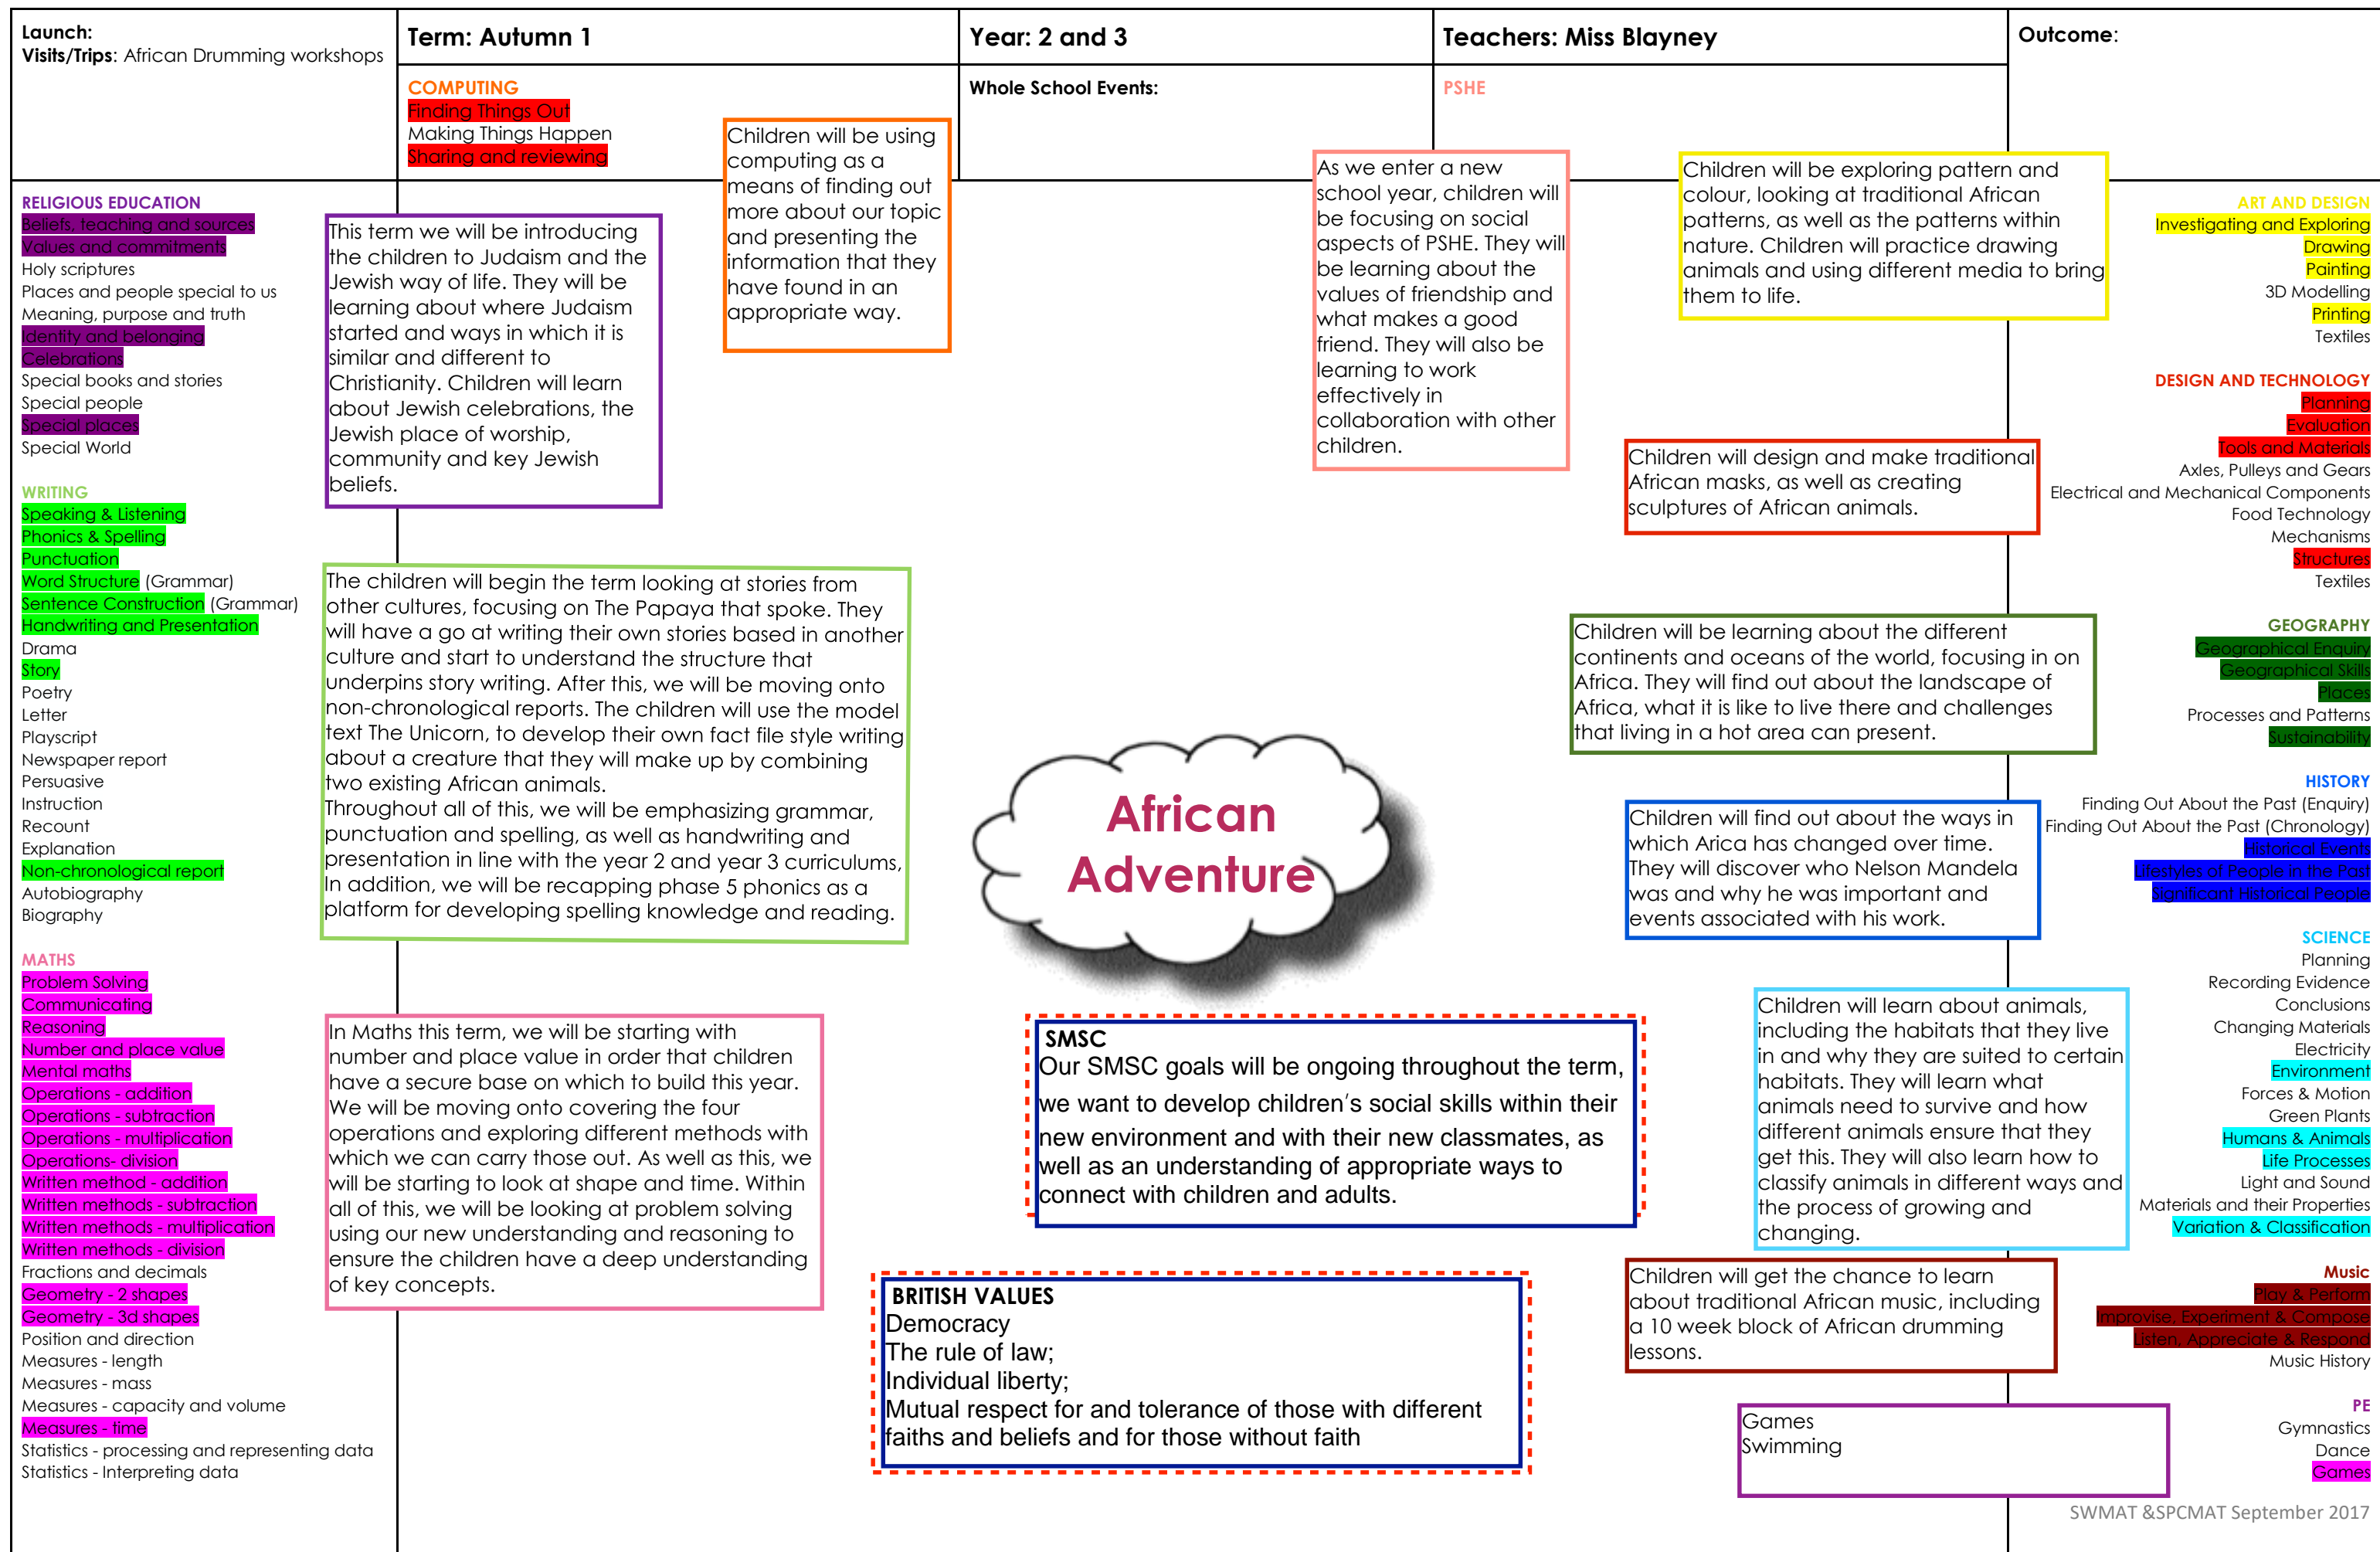 Launch:
Visits/Trips: African Drumming workshops
Term: Autumn 1
Year: 2 and 3
Teachers: Miss Blayney
Outcome:
COMPUTING
Finding Things Out
Making Things Happen
Sharing and reviewing
Children will be using
computing as a
means of finding out
more about our topic
and presenting the
information that they
have found in an
appropriate way.
Whole School Events:
PSHE
As we enter a new
school year, children will
be focusing on social
aspects of PSHE. They will
be learning about the
values of friendship and
what makes a good
friend. They will also be
learning to work
effectively in
collaboration with other
children.
RELIGIOUS EDUCATION
Beliefs, teaching and sources
Values and commitments
Holy scriptures
Places and people special to us
Meaning, purpose and truth
Identity and belonging
Celebrations
Special books and stories
Special people
Special places
Special World
This term we will be introducing
the children to Judaism and the
Jewish way of life. They will be
learning about where Judaism
started and ways in which it is
similar and different to
Christianity. Children will learn
about Jewish celebrations, the
Jewish place of worship,
community and key Jewish
beliefs.
WRITING
Speaking & Listening
Phonics & Spelling
Punctuation
Word Structure (Grammar)
Sentence Construction (Grammar)
Handwriting and Presentation
Drama
Story
Poetry
Letter
Playscript
Newspaper report
Persuasive
Instruction
Recount
Explanation
Non-chronological report
Autobiography
Biography
The children will begin the term looking at stories from
other cultures, focusing on The Papaya that spoke. They
will have a go at writing their own stories based in another
culture and start to understand the structure that
underpins story writing. After this, we will be moving onto
non-chronological reports. The children will use the model
text The Unicorn, to develop their own fact file style writing
about a creature that they will make up by combining
two existing African animals.
Throughout all of this, we will be emphasizing grammar,
punctuation and spelling, as well as handwriting and
presentation in line with the year 2 and year 3 curriculums,
In addition, we will be recapping phase 5 phonics as a
platform for developing spelling knowledge and reading.
MATHS
Problem Solving
Communicating
Reasoning
Number and place value
Mental maths
Operations - addition
Operations - subtraction
Operations - multiplication
Operations- division
Written method - addition
Written methods - subtraction
Written methods - multiplication
Written methods - division
Fractions and decimals
Geometry - 2 shapes
Geometry - 3d shapes
Position and direction
Measures - length
Measures - mass
Measures - capacity and volume
Measures - time
Statistics - processing and representing data
Statistics - Interpreting data
In Maths this term, we will be starting with
number and place value in order that children
have a secure base on which to build this year.
We will be moving onto covering the four
operations and exploring different methods with
which we can carry those out. As well as this, we
will be starting to look at shape and time. Within
all of this, we will be looking at problem solving
using our new understanding and reasoning to
ensure the children have a deep understanding
of key concepts.
African
Adventure
SMSC
Our SMSC goals will be ongoing throughout the term,
we want to develop children's social skills within their
new environment and with their new classmates, as
well as an understanding of appropriate ways to
connect with children and adults.
BRITISH VALUES
Democracy
The rule of law;
Individual liberty;
Mutual respect for and tolerance of those with different
faiths and beliefs and for those without faith
Children will be exploring pattern and
colour, looking at traditional African
patterns, as well as the patterns within
nature. Children will practice drawing
animals and using different media to bring
them to life.
ART AND DESIGN
Investigating and Exploring
Drawing
Painting
3D Modelling
Printing
Textiles
Children will design and make traditional
African masks, as well as creating
sculptures of African animals.
DESIGN AND TECHNOLOGY
Planning
Evaluation
Tools and Materials
Axles, Pulleys and Gears
Electrical and Mechanical Components
Food Technology
Mechanisms
Structures
Textiles
Children will be learning about the different
continents and oceans of the world, focusing in on
Africa. They will find out about the landscape of
Africa, what it is like to live there and challenges
that living in a hot area can present.
GEOGRAPHY
Geographical Enquiry
Geographical Skills
Places
Processes and Patterns
Sustainability
Children will find out about the ways in
which Arica has changed over time.
They will discover who Nelson Mandela
was and why he was important and
events associated with his work.
HISTORY
Finding Out About the Past (Enquiry)
Finding Out About the Past (Chronology)
Historical Events
Lifestyles of People in the Past
Significant Historical People
Children will learn about animals,
including the habitats that they live
in and why they are suited to certain
habitats. They will learn what
animals need to survive and how
different animals ensure that they
get this. They will also learn how to
classify animals in different ways and
the process of growing and
changing.
SCIENCE
Planning
Recording Evidence
Conclusions
Changing Materials
Electricity
Environment
Forces & Motion
Green Plants
Humans & Animals
Life Processes
Light and Sound
Materials and their Properties
Variation & Classification
Children will get the chance to learn
about traditional African music, including
a 10 week block of African drumming
lessons.
Music
Play & Perform
Improvise, Experiment & Compose
Listen, Appreciate & Respond
Music History
Games
Swimming
PE
Gymnastics
Dance
Games
SWMAT &SPCMAT September 2017